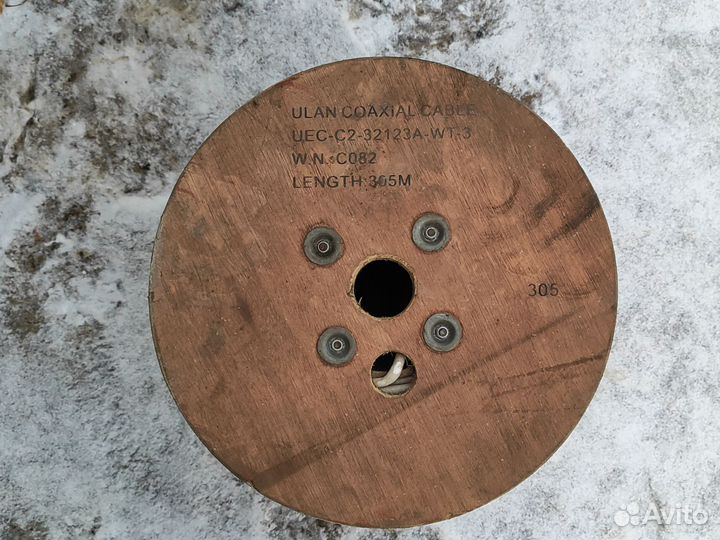 ULAN COAXIAL CABLE
UEC-C2-32123A-WT-3
W.N.:C082
LENGTH:305M
305
Avito